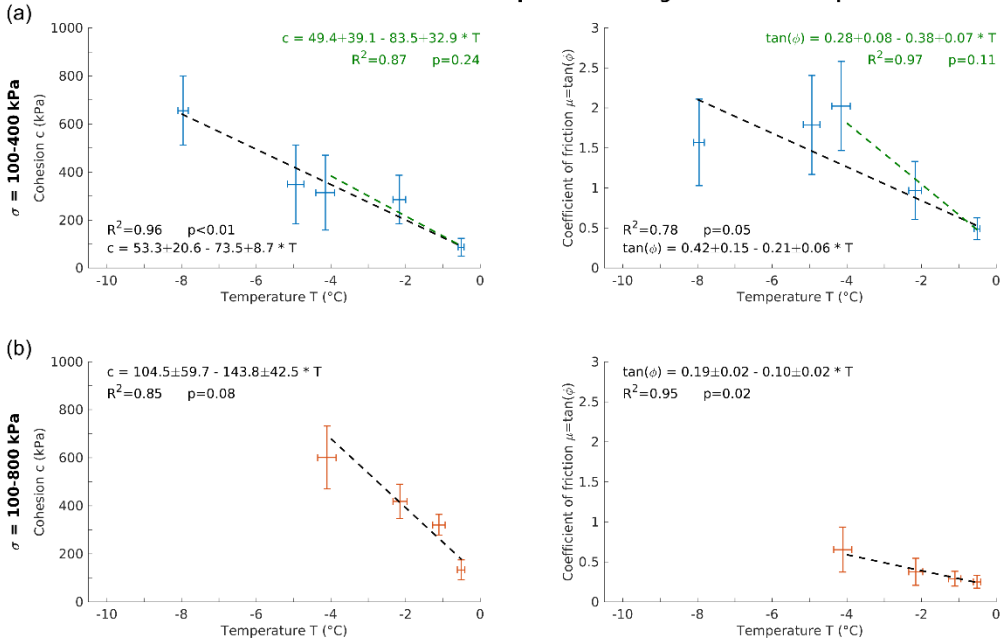 (a)
σ = 100-400 kPa
Cohesion c (kPa)
1000
800
600
400
200
0
c = 49.4+39.1 - 83.5+32.9 * T
R²=0.87 p=0.24
R²=0.96 p<0.01
c = 53.3+20.6 - 73.5+8.7 * T
-10 -8 -6 -4 -2 0
Temperature T (°C)
Coefficient of friction μ=tan(ϕ)
3
2.5
2
1.5
1
0.5
0
tan(ϕ) = 0.28+0.08 - 0.38+0.07 * T
R²=0.97 p=0.11
R²=0.78 p=0.05
tan(ϕ) = 0.42+0.15 - 0.21+0.06 * T
-10 -8 -6 -4 -2 0
Temperature T (°C)
(b)
σ = 100-800 kPa
Cohesion c (kPa)
1000
800
600
400
200
0
c = 104.5±59.7 - 143.8±42.5 * T
R²=0.85 p=0.08
-10 -8 -6 -4 -2 0
Temperature T (°C)
Coefficient of friction μ=tan(ϕ)
3
2.5
2
1.5
1
0.5
0
tan(ϕ) = 0.19±0.02 - 0.10±0.02 * T
R²=0.95 p=0.02
-10 -8 -6 -4 -2 0
Temperature T (°C)